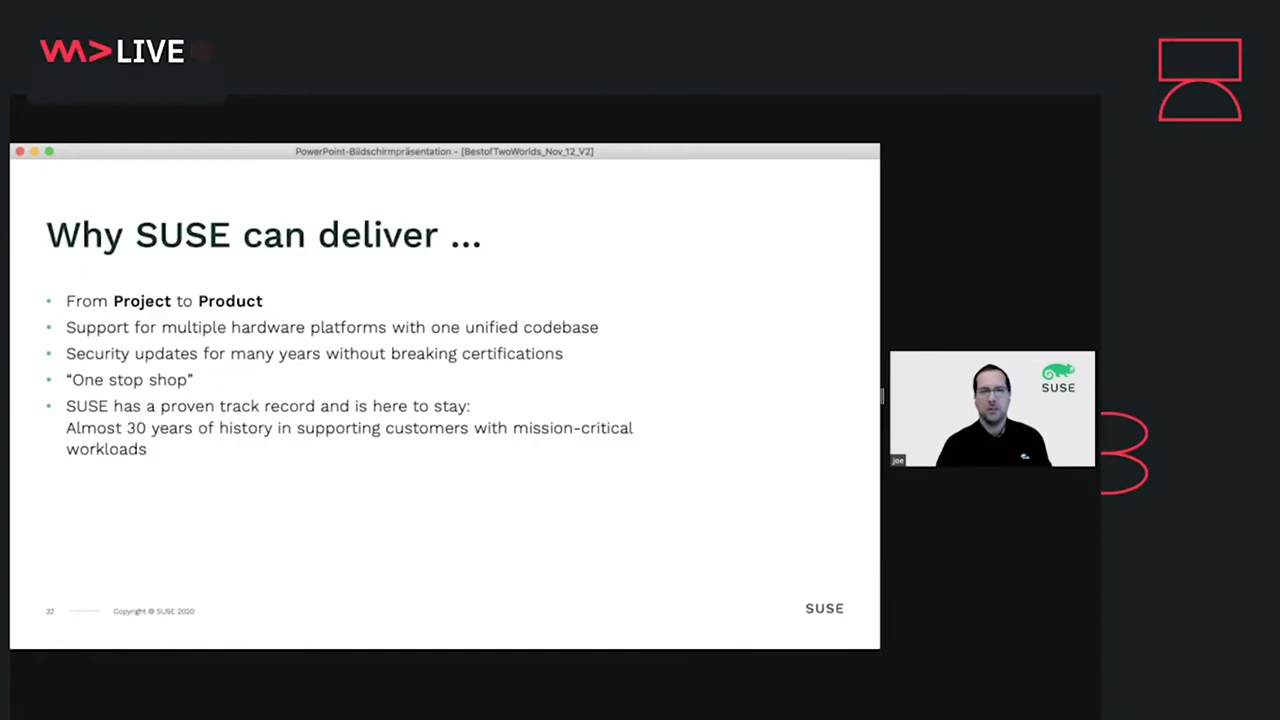 LIVE
PowerPoint-Bildschirmpräsentation - [BestofTwoWorlds_Nov_12_V2]
Why SUSE can deliver ...
• From Project to Product
• Support for multiple hardware platforms with one unified codebase
• Security updates for many years without breaking certifications
• “One stop shop”
• SUSE has a proven track record and is here to stay:
Almost 30 years of history in supporting customers with mission-critical
workloads
32
Copyright © SUSE 2020
SUSE
SUSE
joe